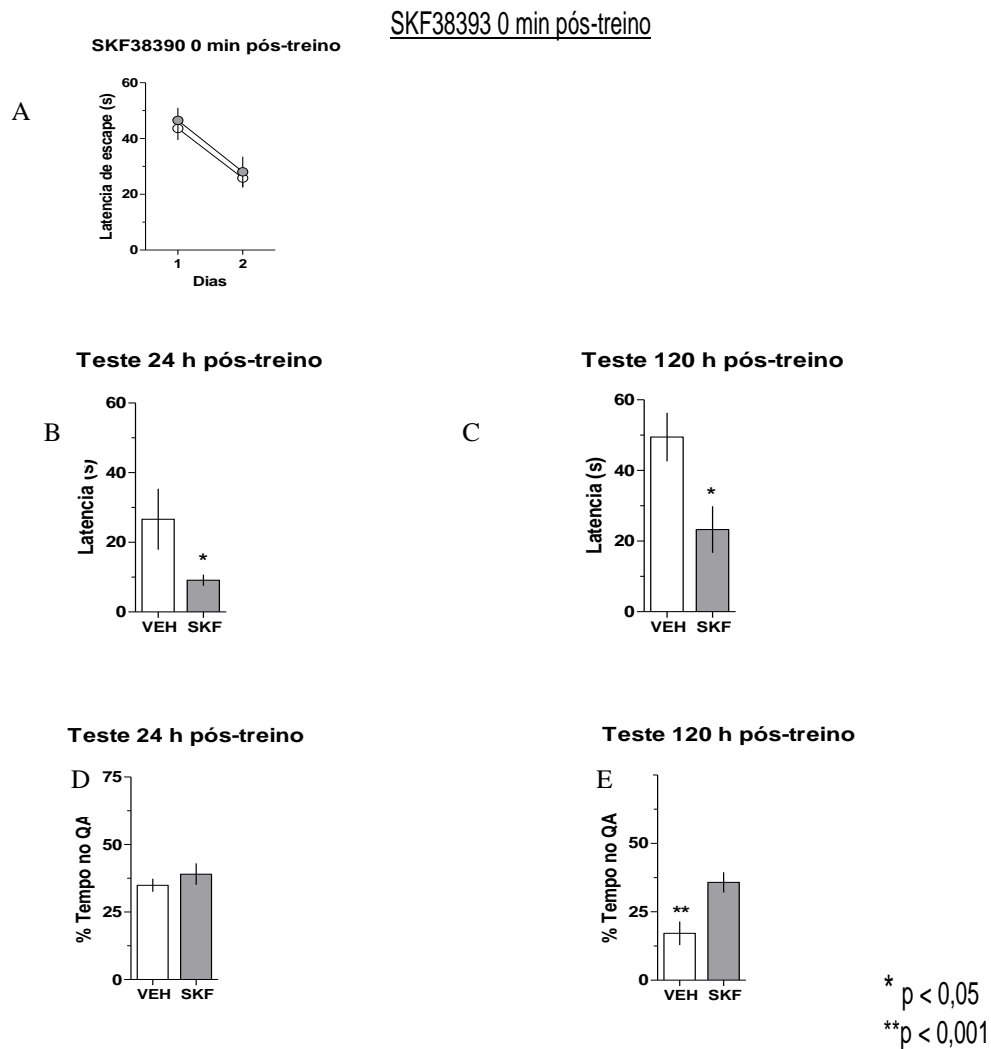 SKF38393 0 min pós-treino
SKF38390 0 min pós-treino
A
Latencia de escape (s)
60
40
20
0
1 2
Dias
Teste 24 h pós-treino
B
Latencia (s)
60
40
20
0
VEH SKF
*
Teste 120 h pós-treino
C
Latencia (s)
60
40
20
0
VEH SKF
*
Teste 24 h pós-treino
D
% Tempo no QA
75
50
25
0
VEH SKF
Teste 120 h pós-treino
E
% Tempo no QA
50
25
0
VEH SKF
**
* p < 0,05
**p < 0,001